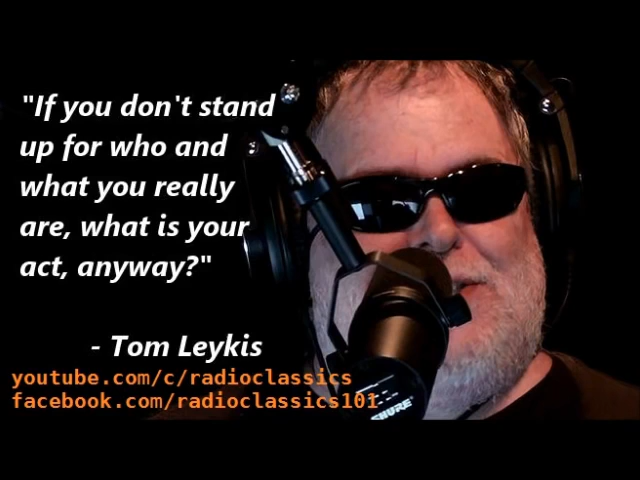 "If you don't stand
up for who and
what you really
are, what is your
act, anyway?"
- Tom Leykis
youtube.com/c/radioclassics
facebook.com/radioclassics101
SHURE